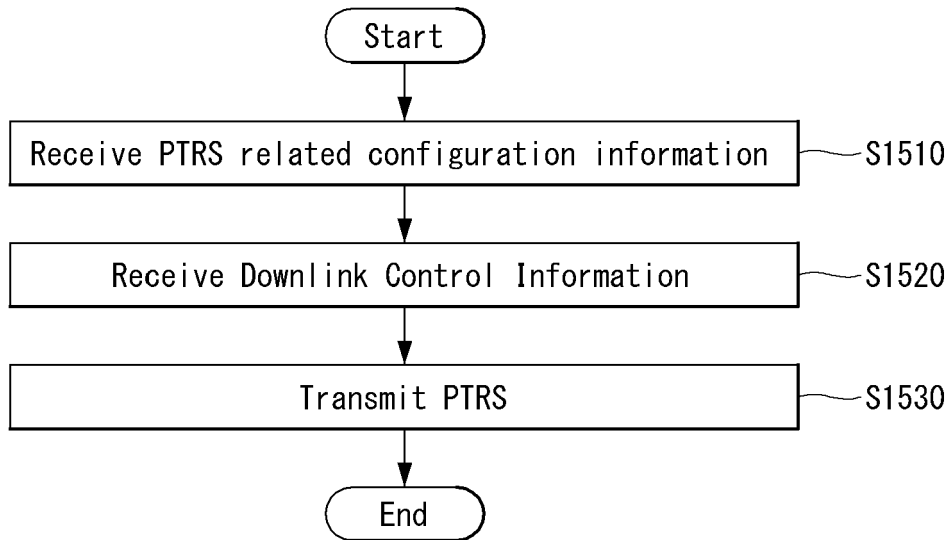 Start
Receive PTRS related configuration information S1510
Receive Downlink Control Information S1520
Transmit PTRS S1530
End